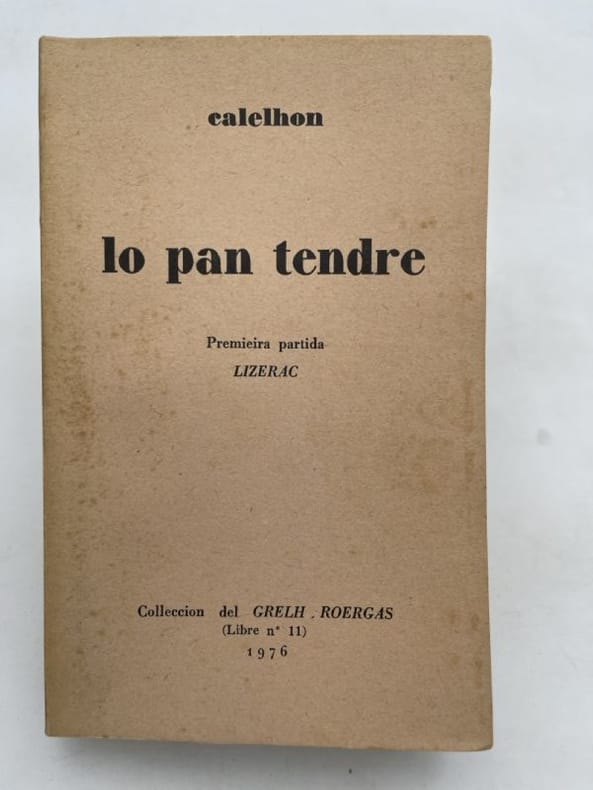 calelhon
lo pan tendre
Premieira partida
LIZERAC
Colleccion del GRELH . ROERGAS
(Libre n° 11)
1976